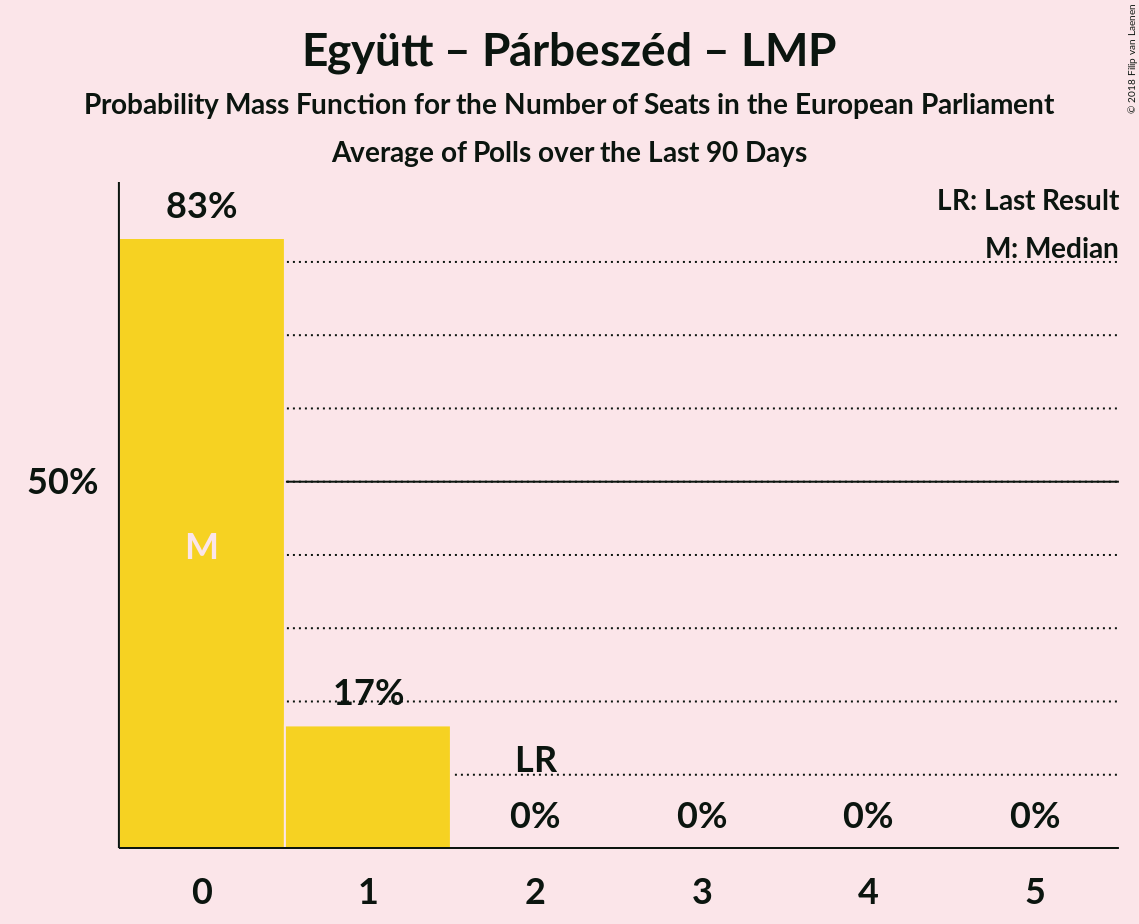 Együtt – Párbeszéd – LMP
Probability Mass Function for the Number of Seats in the European Parliament
Average of Polls over the Last 90 Days
© 2018 Filip van Laenen
LR: Last Result
M: Median
83%
50%
M
17%
LR
0% 0% 0% 0%
0 1 2 3 4 5